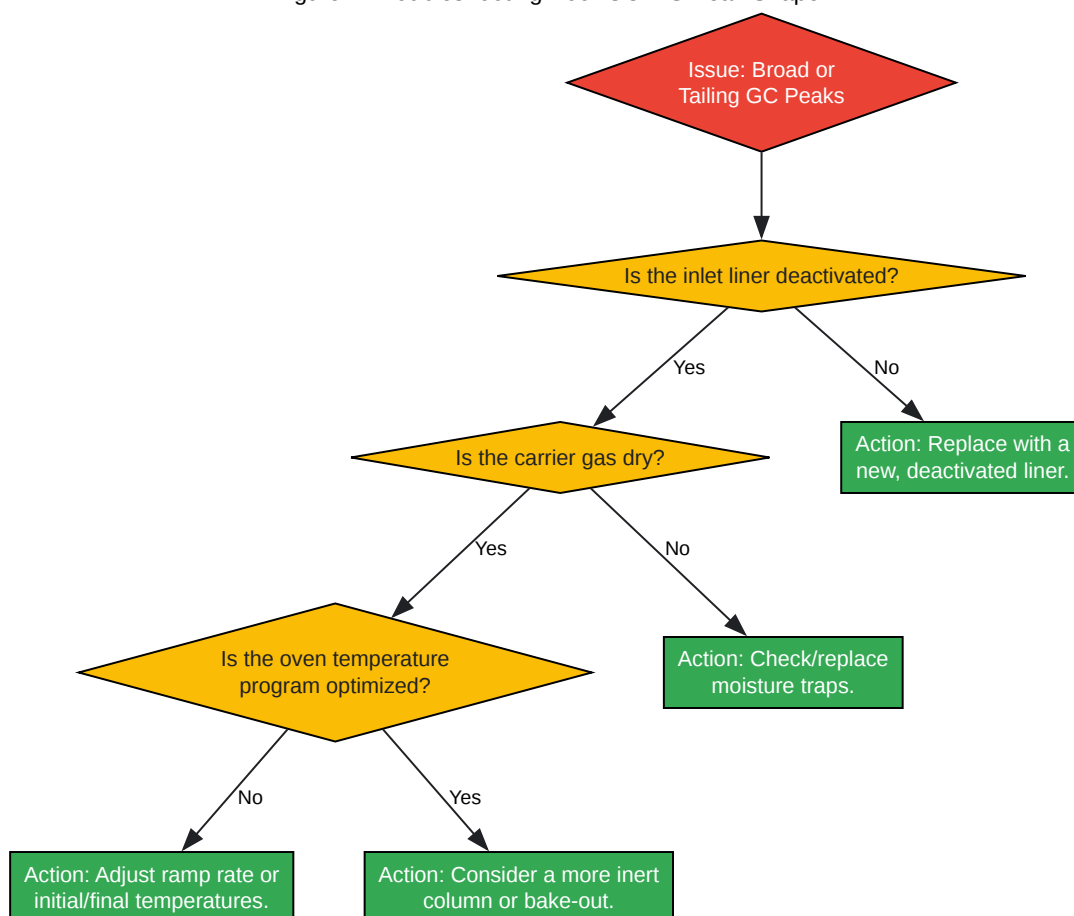 Issue: Broad or
Tailing GC Peaks
Is the inlet liner deactivated?
Yes
No
Is the carrier gas dry?
Action: Replace with a
new, deactivated liner.
Yes
No
Is the oven temperature
program optimized?
Action: Check/replace
moisture traps.
No
Yes
Action: Adjust ramp rate or
initial/final temperatures.
Action: Consider a more inert
column or bake-out.